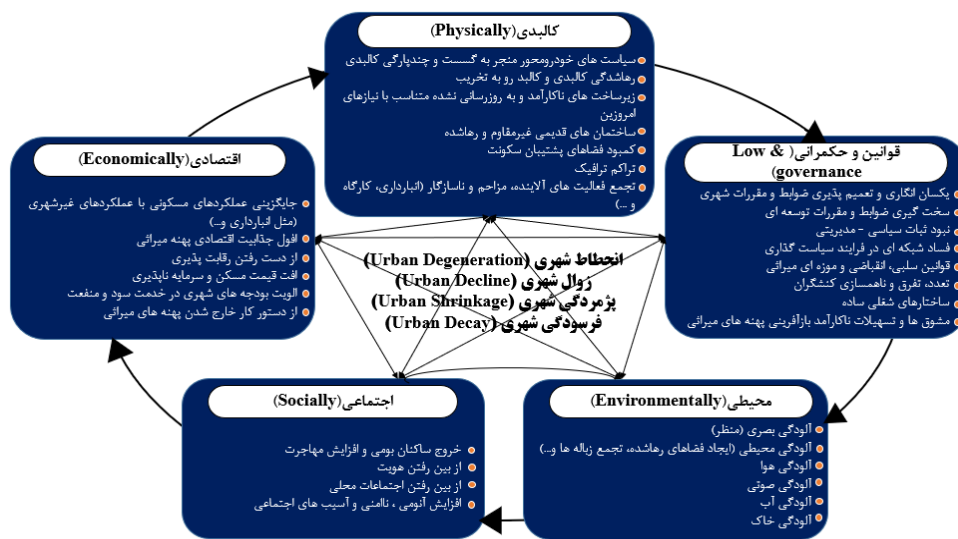 کالبدی(Physically)
سیاست های خودرومحور منجر به گسست و چندپارگی کالبدی
رهاشدگی کالبدی و کالبد رو به تخریب
زیرساخت های ناکارآمد و به روزرسانی نشده متناسب با نیازهای
امروزین
ساختمان های قدیمی غیرمقاوم و رهاشده
کمبود فضاهای پشتیبان سکونت
تراکم ترافیک
تجمع فعالیت های آلاینده، مزاحم و ناسازگار (انبارداری، کارگاه
و ...)
قوانین و حکمرانی( Low &
governance)
یکسان انگاری و تعمیم پذیری ضوابط و مقررات شهری
سخت گیری ضوابط و مقررات توسعه ای
نبود ثبات سیاسی -مدیریتی
فساد شبکه ای در فرایند سیاست گذاری
قوانین سلبی، انقباضی و موزه ای میراثی
تعدد، تفرق و ناهمسازی کنشگران
ساختارهای شغلی ساده
مشوق ها و تسهیلات ناکارآمد بازآفرینی پهنه های میراثی
اقتصادی(Economically)
جایگزینی عملکردهای مسکونی با عملکردهای غیرشهری
(مثل انبارداری و...)
افول جذابیت اقتصادی پهنه میراثی
از دست رفتن رقابت پذیری
افت قیمت مسکن و سرمایه ناپذیری
الویت بودجه های شهری در خدمت سود و منفعت
از دستور کار خارج شدن پهنه های میراثی
انحطاط شهری (Urban Degeneration)
زوال شهری (Urban Decline)
پژمردگی شهری (Urban Shrinkage)
فرسودگی شهری (Urban Decay)
محیطی(Environmentally)
آلودگی بصری (منظر)
آلودگی محیطی (ایجاد فضاهای رهاشده، تجمع زباله ها و...)
آلودگی هوا
آلودگی صوتی
آلودگی آب
آلودگی خاک
اجتماعی(Socially)
خروج ساکنان بومی و افزایش مهاجرت
از بین رفتن هویت
از بین رفتن اجتماعات محلی
افزایش آنومی ، ناامنی و آسیب های اجتماعی